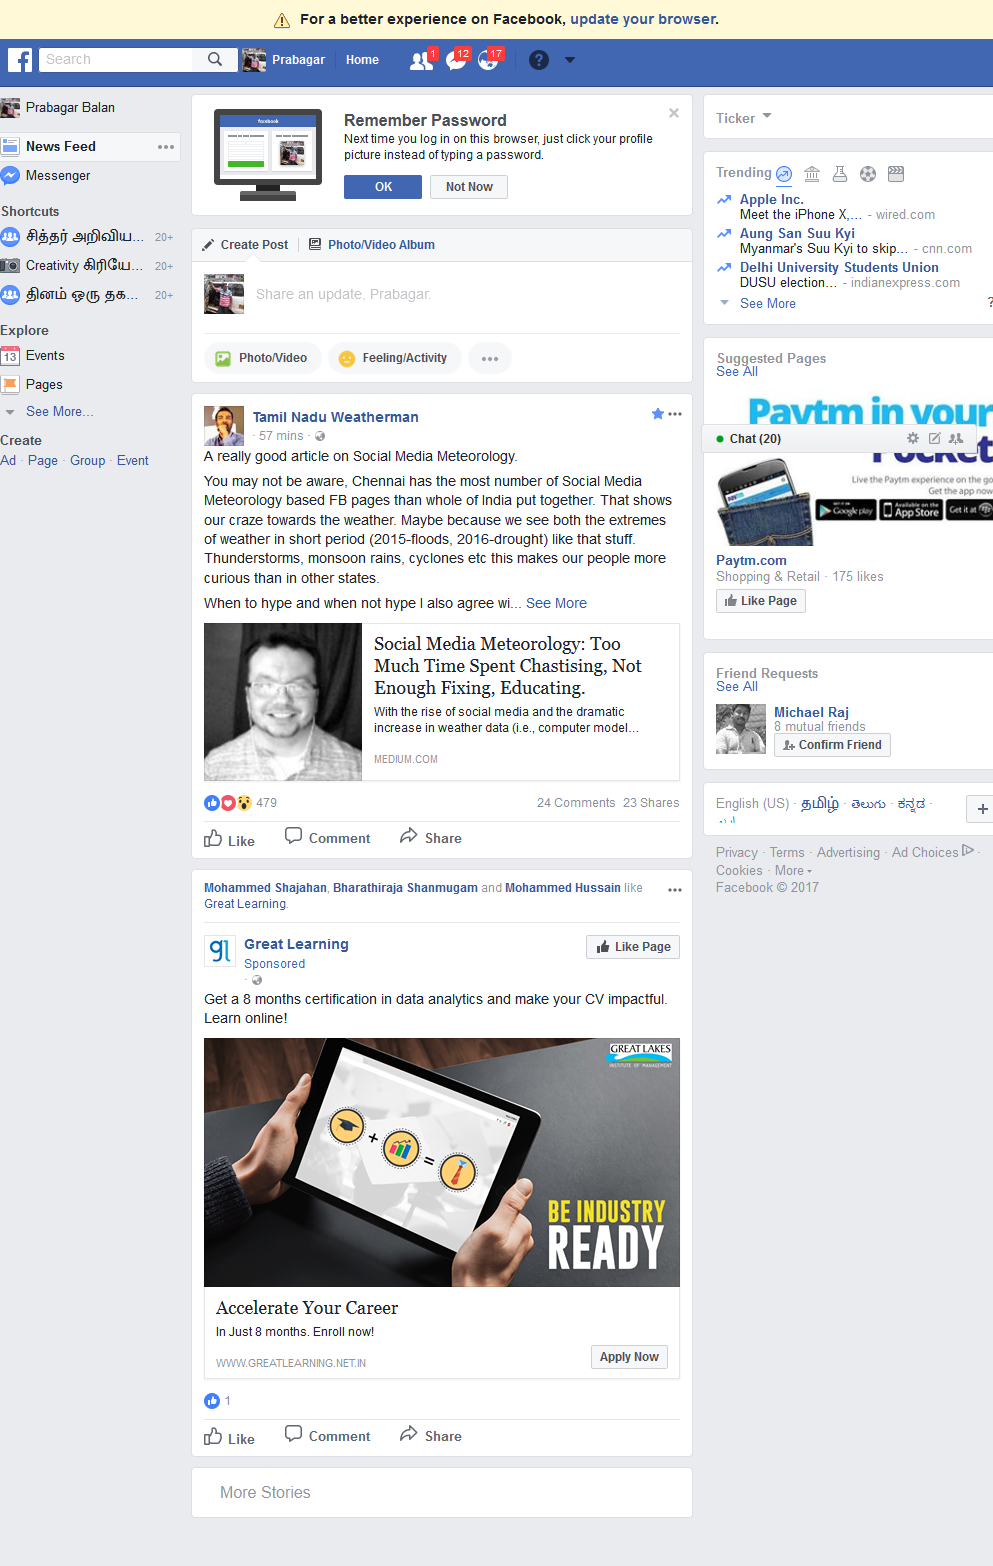 For a better experience on Facebook, update your browser.
Search
Prabagar
Home
1
12
17
?
Prabagar Balan
News Feed
Messenger
Shortcuts
சித்தர் அறிவிய... 20+
Creativity கிரியே... 20+
தினம் ஒரு தக... 20+
Explore
13
Events
Pages
See More...
Create
Ad · Page · Group · Event
facebook
Remember Password
Next time you log in on this browser, just click your profile
picture instead of typing a password.
OK
Not Now
Create Post
Photo/Video Album
Share an update, Prabagar.
Photo/Video
Feeling/Activity
Tamil Nadu Weatherman
· 57 mins ·
A really good article on Social Media Meteorology.
You may not be aware, Chennai has the most number of Social Media
Meteorology based FB pages than whole of India put together. That shows
our craze towards the weather. Maybe because we see both the extremes
of weather in short period (2015-floods, 2016-drought) like that stuff.
Thunderstorms, monsoon rains, cyclones etc this makes our people more
curious than in other states.
When to hype and when not hype I also agree wi... See More
Social Media Meteorology: Too
Much Time Spent Chastising, Not
Enough Fixing, Educating.
With the rise of social media and the dramatic
increase in weather data (i.e., computer model...
MEDIUM.COM
479
24 Comments 23 Shares
Like
Comment
Share
Mohammed Shajahan, Bharathiraja Shanmugam and Mohammed Hussain like
Great Learning.
gl
Great Learning
Sponsored
Like Page
Get a 8 months certification in data analytics and make your CV impactful.
Learn online!
GREAT LAKES
INSTITUTE OF MANAGEMENT
BE INDUSTRY
READY
Accelerate Your Career
In Just 8 months. Enroll now!
WWW.GREATLEARNING.NET.IN
Apply Now
1
Like
Comment
Share
More Stories
Ticker
Trending
Apple Inc.
Meet the iPhone X,... - wired.com
Aung San Suu Kyi
Myanmar's Suu Kyi to skip... - cnn.com
Delhi University Students Union
DUSU election... - indianexpress.com
See More
?
Suggested Pages
See All
Paytm in your
Chat (20)
Pocket
Live the Paytm experience on the go
Get the app now
Google play
Available on the
App Store
Get it at
Paytm.com
Shopping & Retail · 175 likes
Like Page
Friend Requests
See All
Michael Raj
8 mutual friends
Confirm Friend
English (US) · தமிழ் · తెలుగు · ಕನ್ನಡ ·
Privacy · Terms · Advertising · Ad Choices ·
Cookies · More
Facebook © 2017